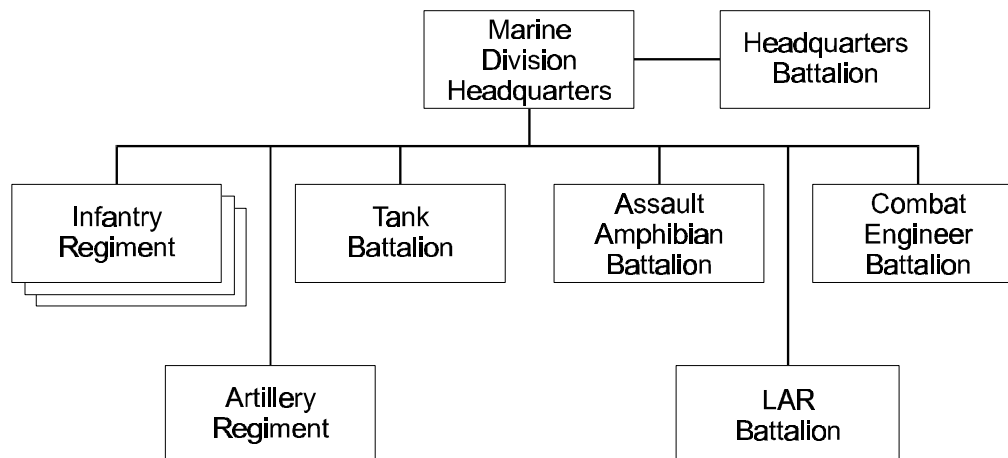 Marine
Division
Headquarters
Headquarters
Battalion
Infantry
Regiment
Tank
Battalion
Assault
Amphibian
Battalion
Combat
Engineer
Battalion
Artillery
Regiment
LAR
Battalion